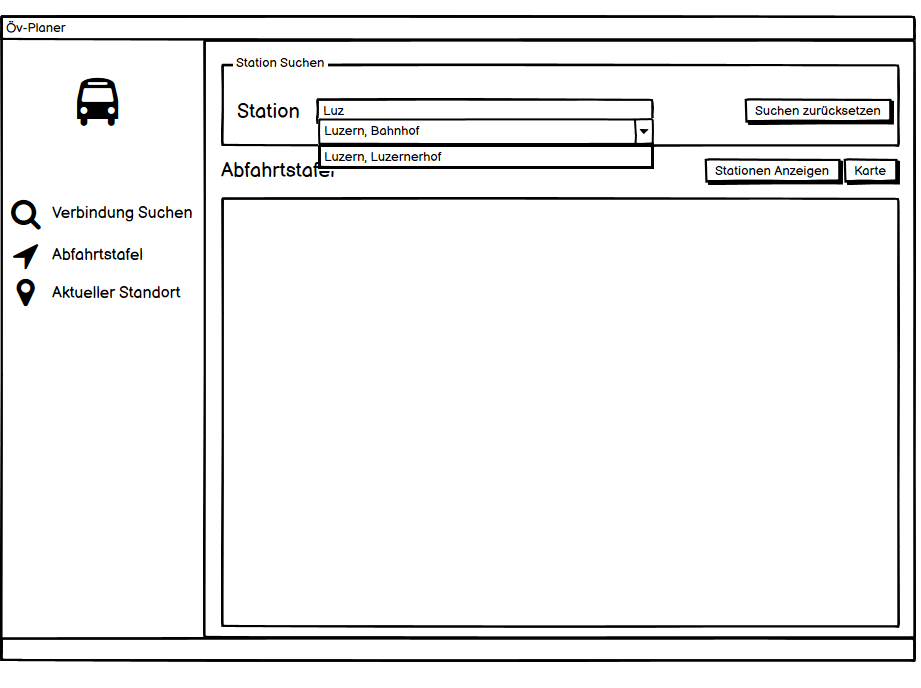 Öv-Planer
Verbindung Suchen
Abfahrtstafel
Aktueller Standort
Station Suchen
Station
Luz
Suchen zurücksetzen
Luzern, Bahnhof
Luzern, Luzernerhof
Abfahrtstafel
Stationen Anzeigen
Karte